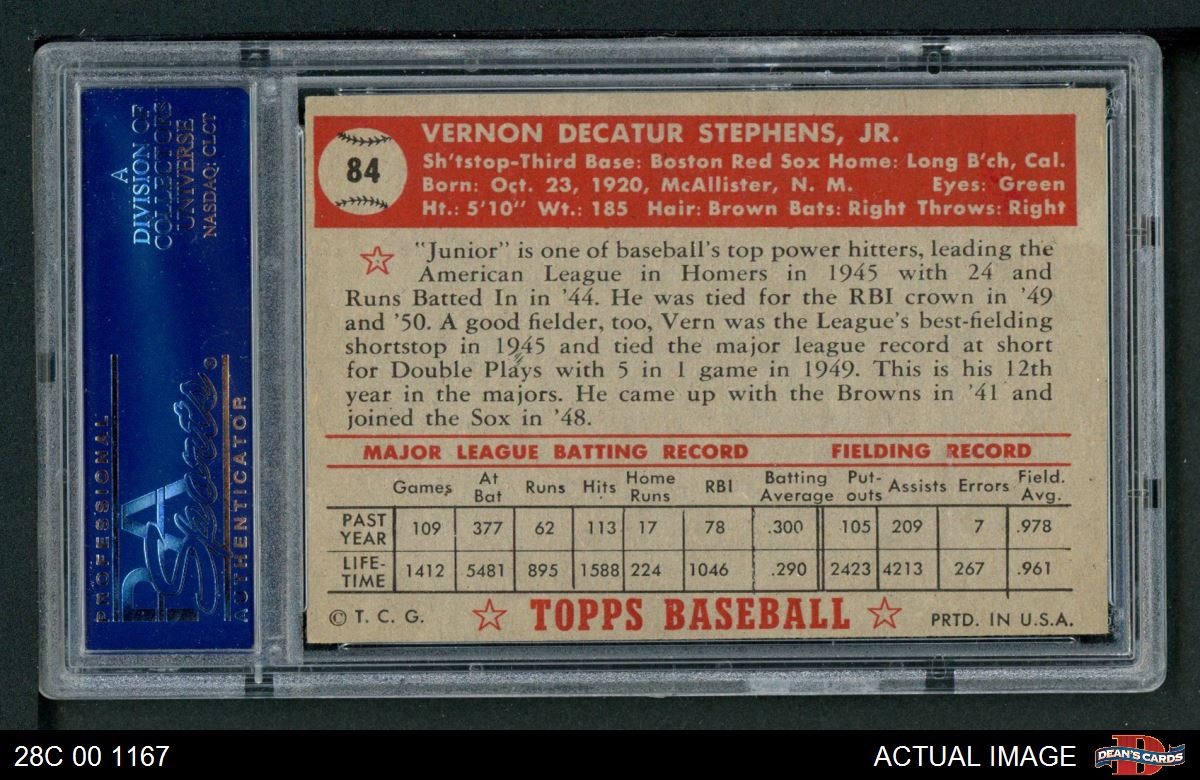 A
DIVISION OF
COLLECTORS
UNIVERSE
NASDAQ: CLCT
PROFESSIONAL
PSA
Sports
AUTHENTICATOR
84
VERNON DECATUR STEPHENS, JR.
Sh'tstop-Third Base: Boston Red Sox Home: Long B'ch, Cal.
Born: Oct. 23, 1920, McAllister, N. M. Eyes: Green
Ht.: 5'10" Wt.: 185 Hair: Brown Bats: Right Throws: Right
"Junior" is one of baseball's top power hitters, leading the
American League in Homers in 1945 with 24 and
Runs Batted In in '44. He was tied for the RBI crown in '49
and '50. A good fielder, too, Vern was the League's best-fielding
shortstop in 1945 and tied the major league record at short
for Double Plays with 5 in 1 game in 1949. This is his 12th
year in the majors. He came up with the Browns in '41 and
joined the Sox in '48.
MAJOR LEAGUE BATTING RECORD FIELDING RECORD
Games At Bat Runs Hits Home Runs RBI Batting Average Put-outs Assists Errors Field. Avg.
PAST YEAR 109 377 62 113 17 78 .300 105 209 7 .978
LIFE-TIME 1412 5481 895 1588 224 1046 .290 2423 4213 267 .961
© T. C. G. TOPPS BASEBALL PRTD. IN U.S.A.
28C 00 1167 ACTUAL IMAGE DEAN'S CARDS